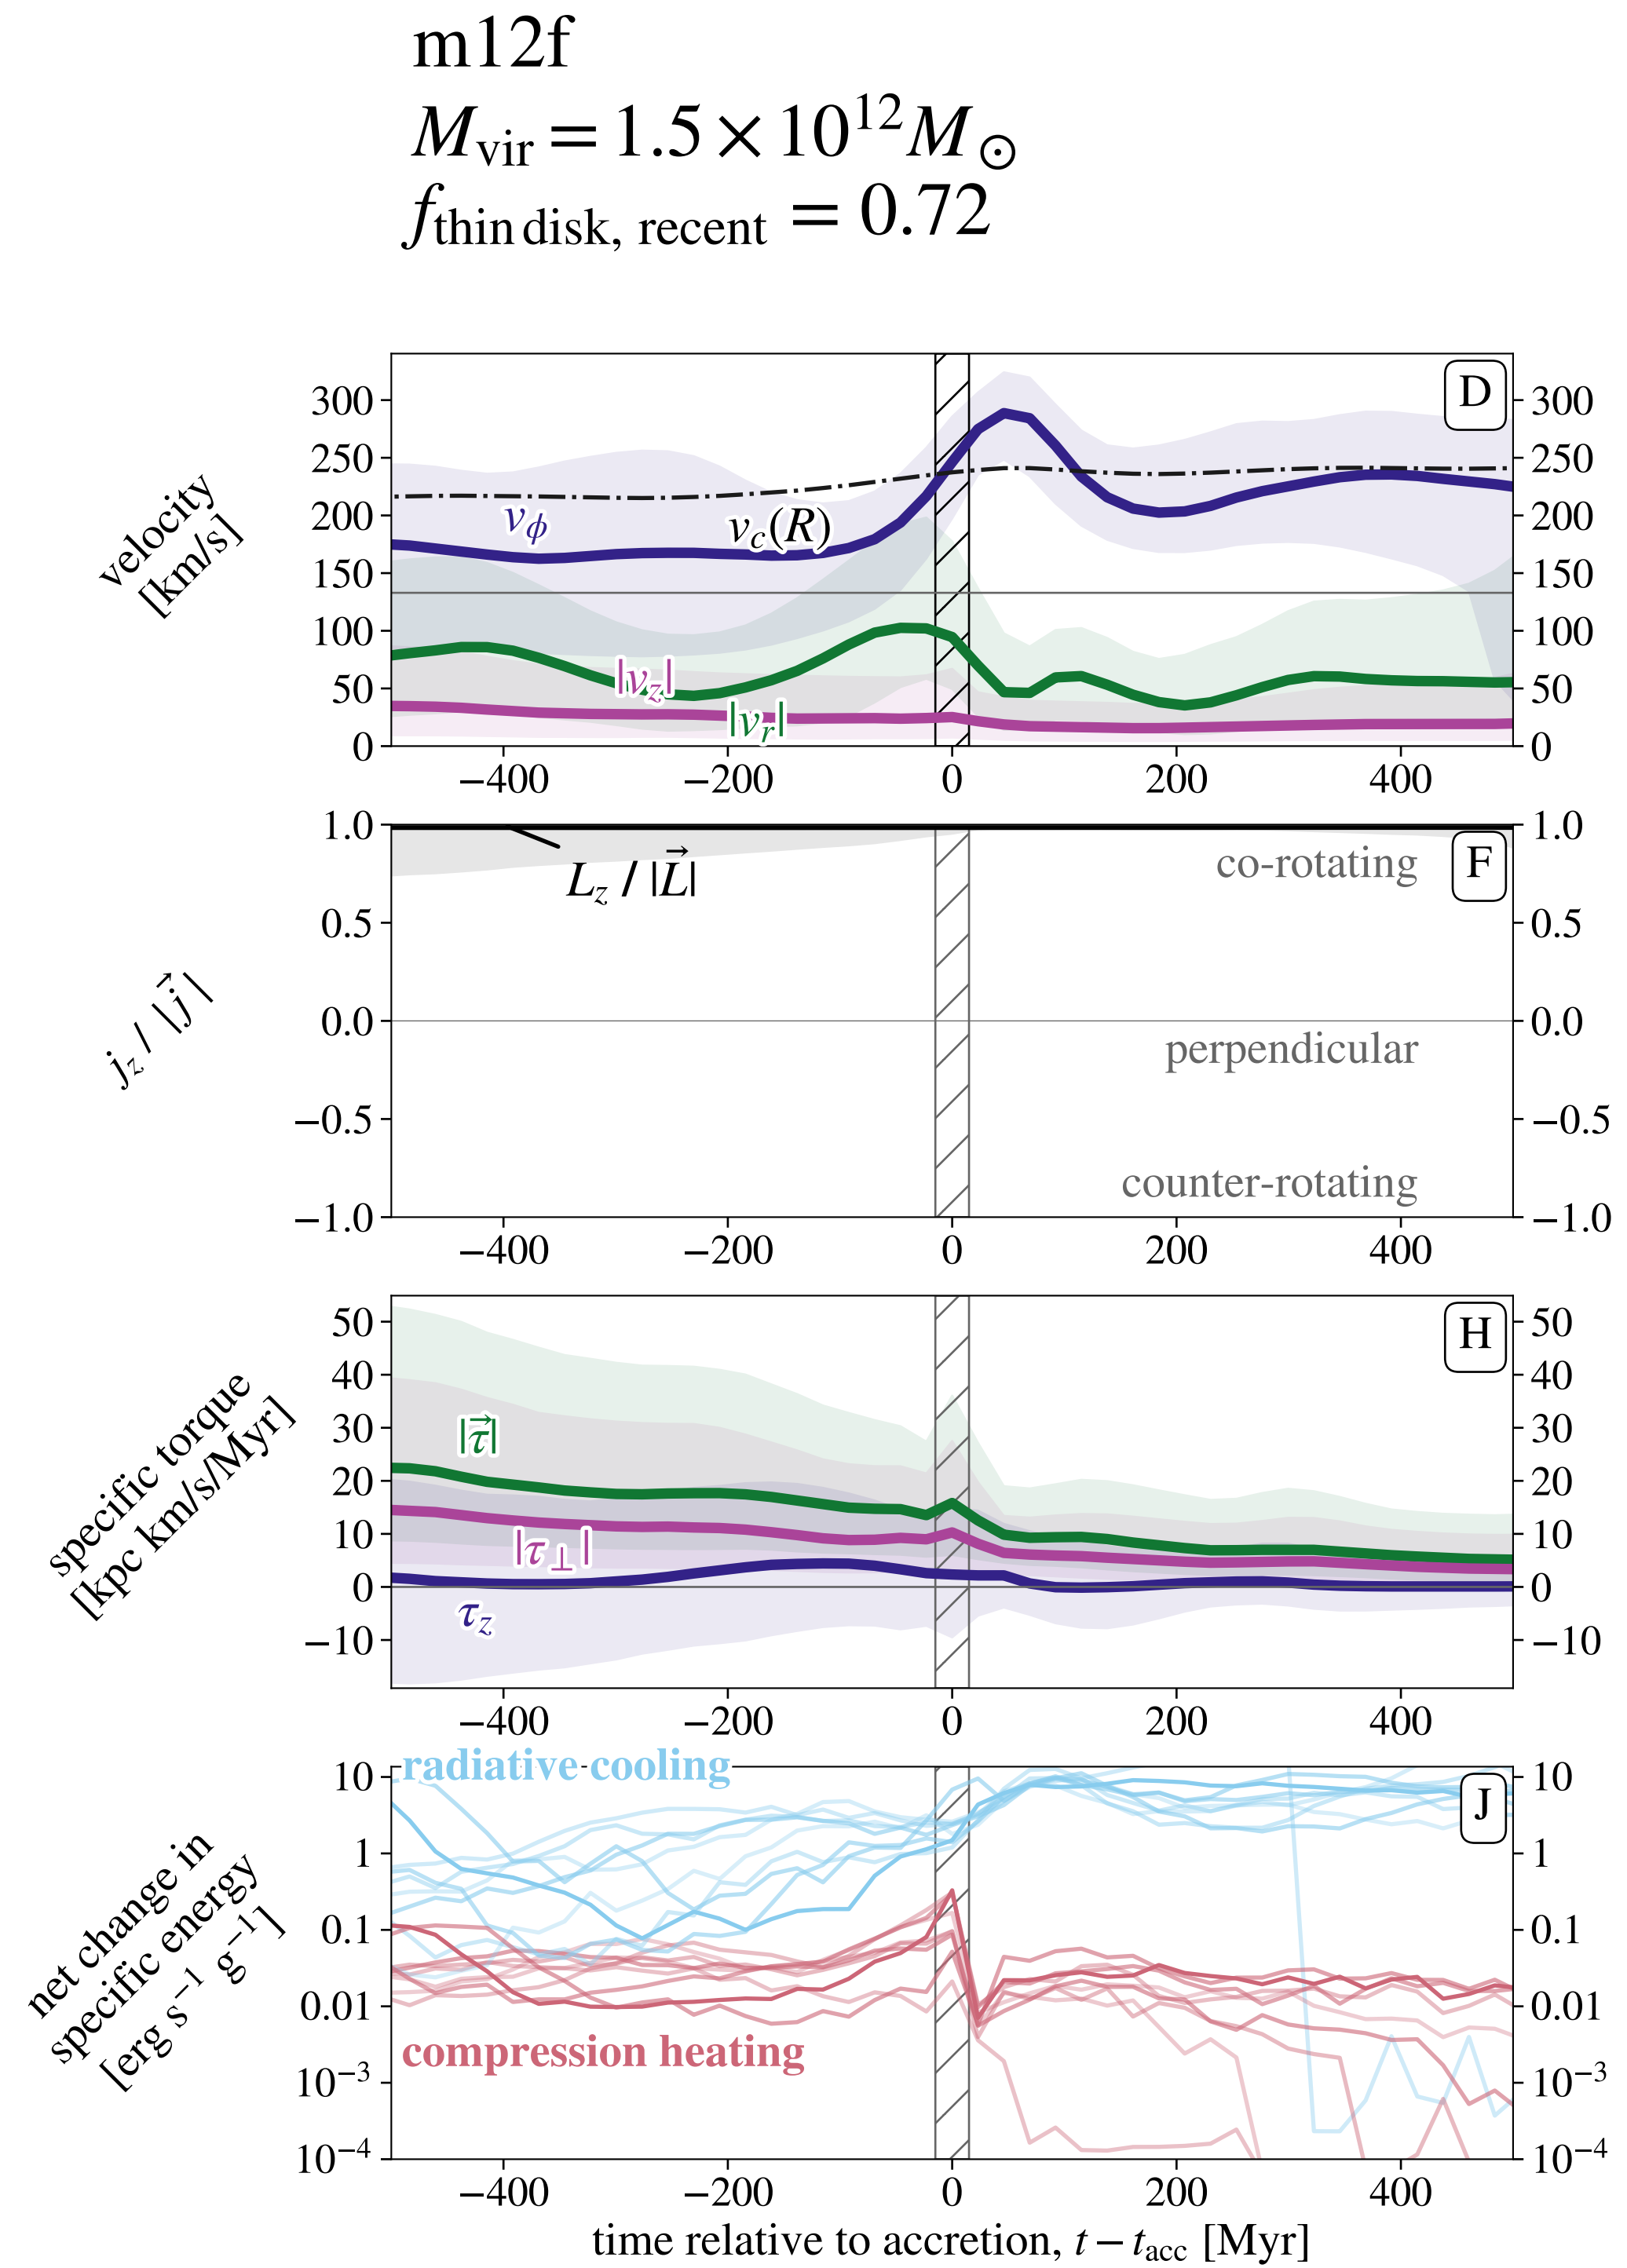 m12f
M_vir = 1.5 × 10^12 M_⊙
f_thin disk, recent = 0.72
velocity
[km/s]
D
300 300
250 250
200 200
150 150
100 100
50 50
0 0
v_ϕ
v_c(R)
|v_z|
|v_r|
−400 −200 0 200 400
j_z / |j⃗|
F
1.0 1.0
0.5 0.5
0.0 0.0
−0.5 −0.5
−1.0 −1.0
L_z / |L⃗|
co-rotating
perpendicular
counter-rotating
−400 −200 0 200 400
specific torque
[kpc km/s/Myr]
H
50 50
40 40
30 30
20 20
10 10
0 0
−10 −10
|τ⃗|
|τ_⊥|
τ_z
−400 −200 0 200 400
net change in
specific energy
[erg s^−1 g^−1]
radiative cooling
J
10 10
1 1
0.1 0.1
0.01 0.01
10^−3 10^−3
10^−4 10^−4
compression heating
−400 −200 0 200 400
time relative to accretion, t − t_acc [Myr]